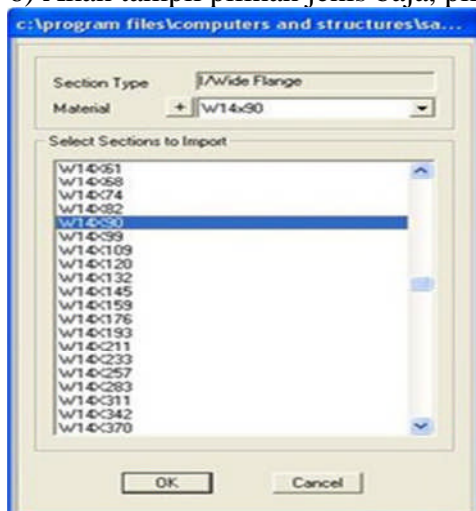 c:\program files\computers and structures\sa...
Section Type I/Wide Flange
Material + W14x90
Select Sections to Import
W14X61
W14X68
W14X74
W14X82
W14X90
W14X99
W14X109
W14X120
W14X132
W14X145
W14X159
W14X176
W14X193
W14X211
W14X233
W14X257
W14X283
W14X311
W14X342
W14X370
OK Cancel